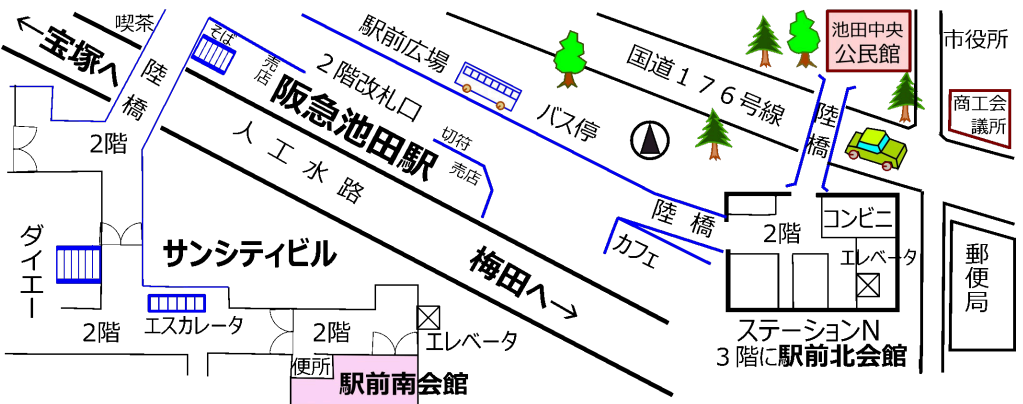 喫茶
←宝塚へ
陸橋
2階
そば
売店
駅前広場
2階改札口
阪急池田駅
切符
売店
人工水路
国道176号線
バス停
池田中央
公民館
市役所
商工会
議所
陸橋
陸橋
カフェ
2階
コンビニ
エレベータ
郵便局
ステーションN
3階に駅前北会館
梅田へ→
サンシティビル
ダイエー
2階
エスカレータ
2階
エレベータ
便所
駅前南会館